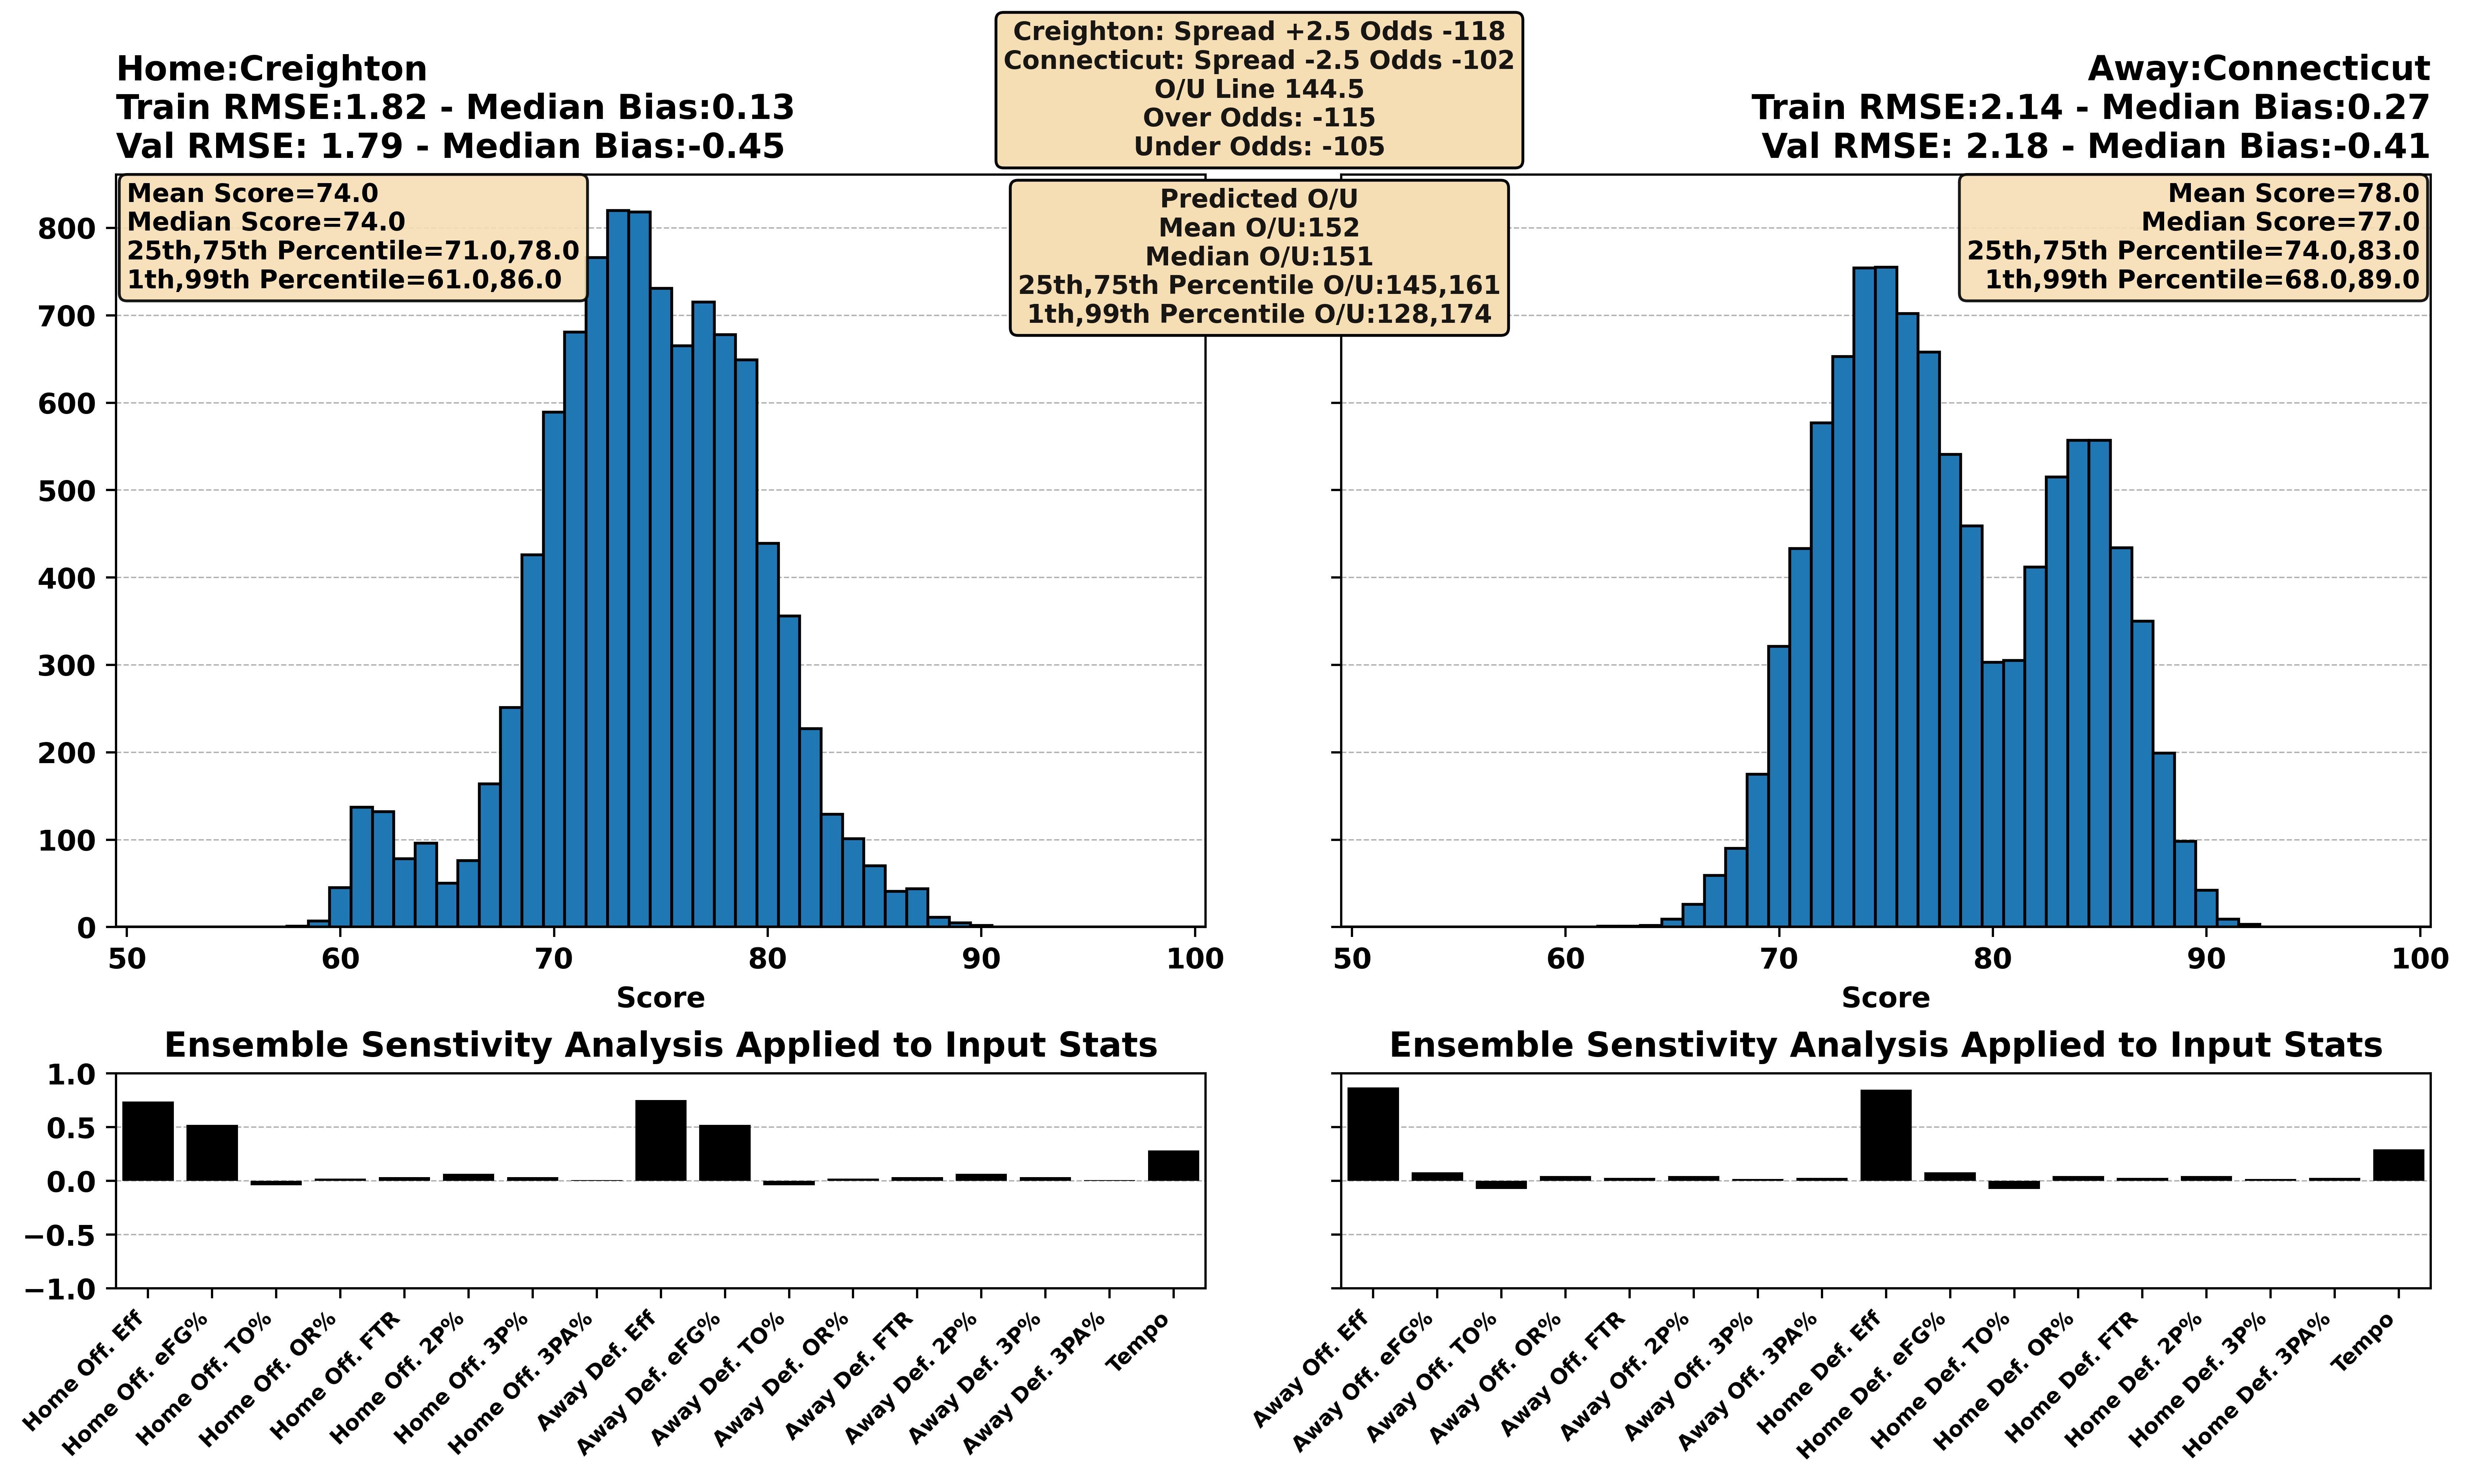 Creighton: Spread +2.5 Odds -118
Connecticut: Spread -2.5 Odds -102
O/U Line 144.5
Over Odds: -115
Under Odds: -105
Home:Creighton
Train RMSE:1.82 - Median Bias:0.13
Val RMSE: 1.79 - Median Bias:-0.45
Away:Connecticut
Train RMSE:2.14 - Median Bias:0.27
Val RMSE: 2.18 - Median Bias:-0.41
Mean Score=74.0
Median Score=74.0
25th,75th Percentile=71.0,78.0
1th,99th Percentile=61.0,86.0
Predicted O/U
Mean O/U:152
Median O/U:151
25th,75th Percentile O/U:145,161
1th,99th Percentile O/U:128,174
Mean Score=78.0
Median Score=77.0
25th,75th Percentile=74.0,83.0
1th,99th Percentile=68.0,89.0
800
700
600
500
400
300
200
100
0
50 60 70 80 90 100
Score
50 60 70 80 90 100
Score
Ensemble Senstivity Analysis Applied to Input Stats
Ensemble Senstivity Analysis Applied to Input Stats
1.0
0.5
0.0
−0.5
−1.0
Home Off. Eff
Home Off. eFG%
Home Off. TO%
Home Off. OR%
Home Off. FTR
Home Off. 2P%
Home Off. 3P%
Home Off. 3PA%
Away Def. Eff
Away Def. eFG%
Away Def. TO%
Away Def. OR%
Away Def. FTR
Away Def. 2P%
Away Def. 3P%
Away Def. 3PA%
Tempo
Away Off. Eff
Away Off. eFG%
Away Off. TO%
Away Off. OR%
Away Off. FTR
Away Off. 2P%
Away Off. 3P%
Away Off. 3PA%
Home Def. Eff
Home Def. eFG%
Home Def. TO%
Home Def. OR%
Home Def. FTR
Home Def. 2P%
Home Def. 3P%
Home Def. 3PA%
Tempo